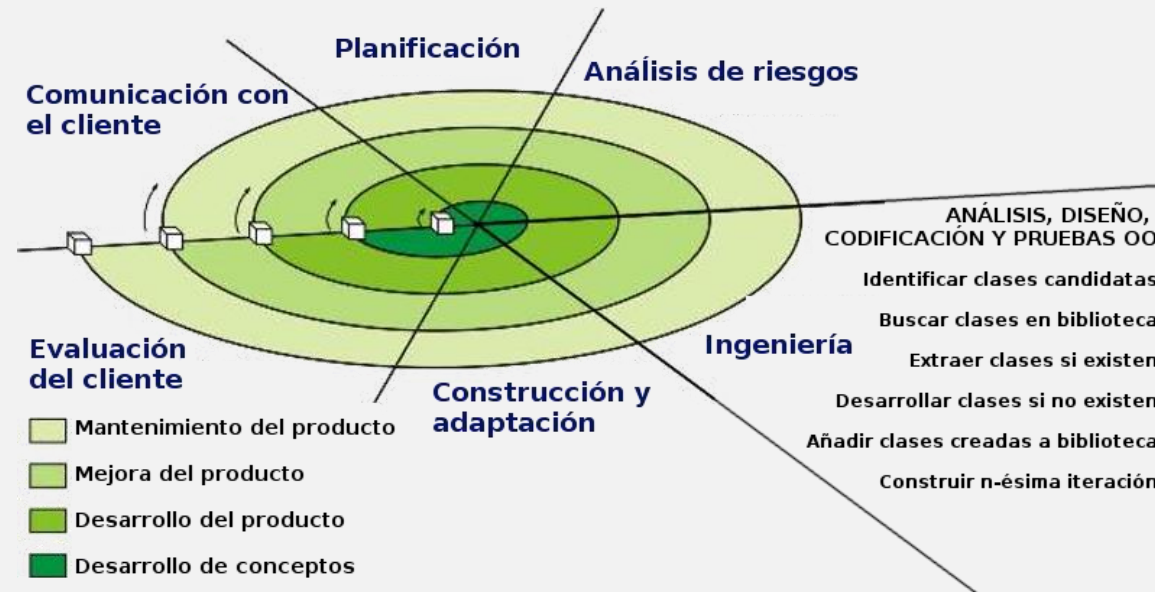 Planificación
Análisis de riesgos
Comunicación con
el cliente
ANÁLISIS, DISEÑO,
CODIFICACIÓN Y PRUEBAS OO
Identificar clases candidatas
Buscar clases en biblioteca
Extraer clases si existen
Desarrollar clases si no existen
Añadir clases creadas a biblioteca
Construir n-ésima iteración
Ingeniería
Construcción y
adaptación
Evaluación
del cliente
Mantenimiento del producto
Mejora del producto
Desarrollo del producto
Desarrollo de conceptos